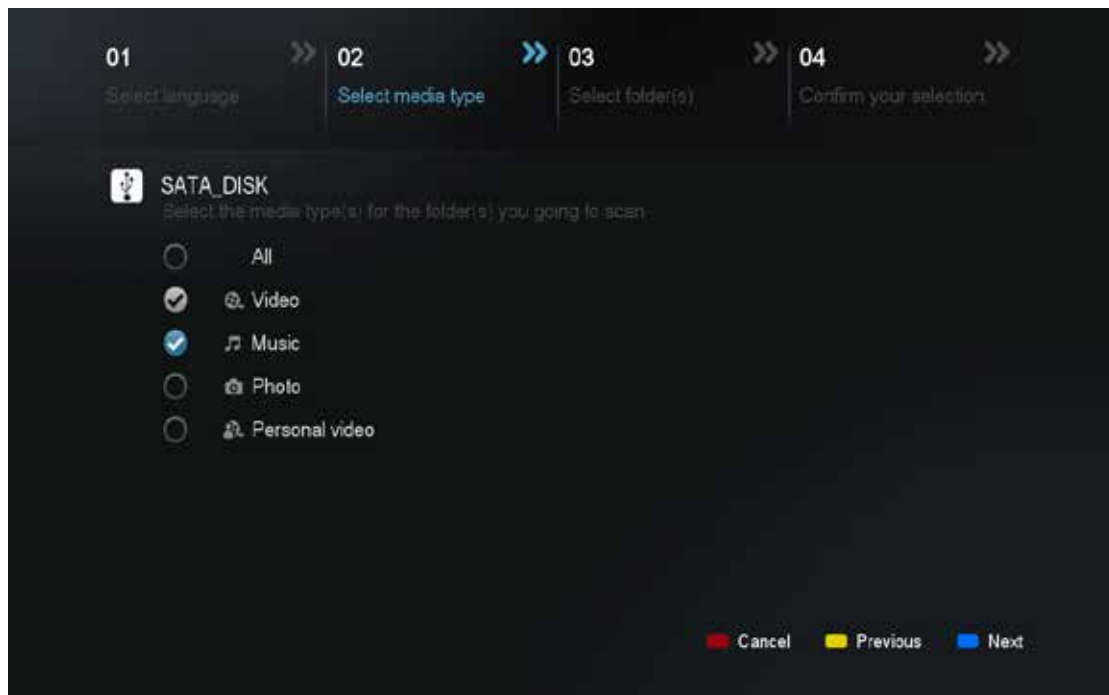 01
02
03
04
Select language
Select media type
Select folder(s)
Confirm your selection.
SATA_DISK
Select the media type(s) for the folder(s) you going to scan
All
Video
Music
Photo
Personal video
Cancel
Previous
Next